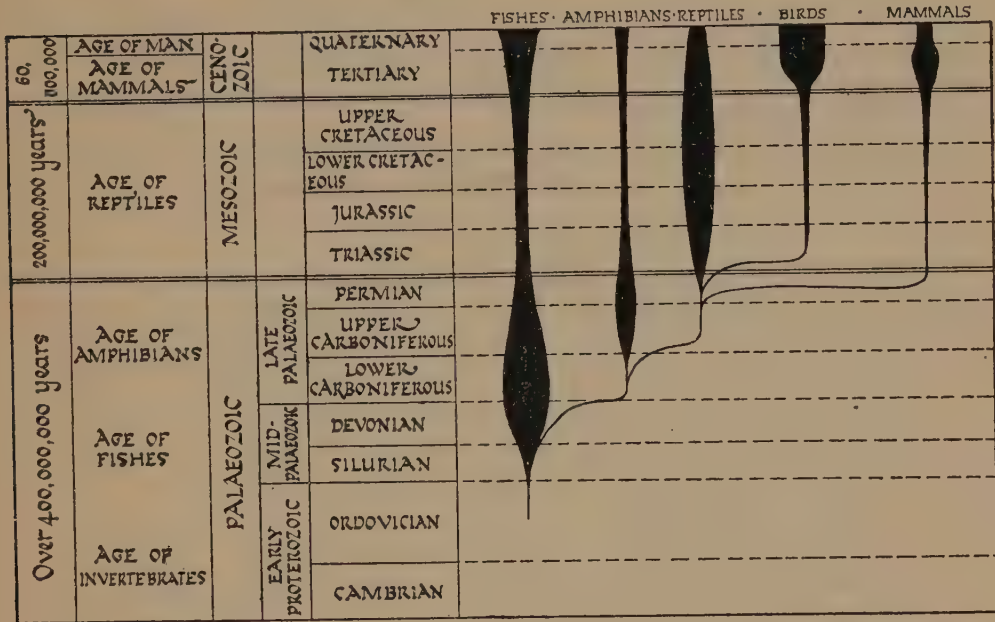 FISHES · AMPHIBIANS · REPTILES · BIRDS · MAMMALS
60,
000,000
AGE OF MAN
AGE OF
MAMMALS
CENO-
ZOIC
QUATERNARY
TERTIARY
200,000,000 years
AGE OF
REPTILES
MESOZOIC
UPPER
CRETACEOUS
LOWER CRETAC-
EOUS
JURASSIC
TRIASSIC
Over 400,000,000 years
AGE OF
AMPHIBIANS
AGE OF
FISHES
AGE OF
INVERTEBRATES
PALAEOZOIC
LATE
PALAEOZOIC
PERMIAN
UPPER
CARBONIFEROUS
LOWER
CARBONIFEROUS
MID-
PALAEOZOIC
DEVONIAN
SILURIAN
EARLY
PROTEROZOIC
ORDOVICIAN
CAMBRIAN